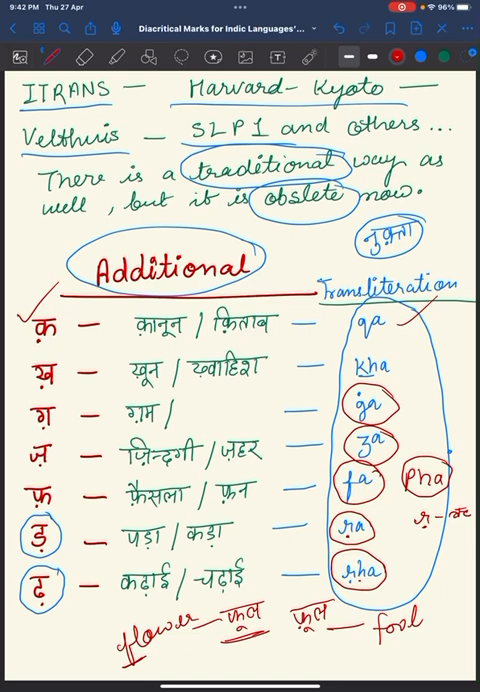 9:42 PM Thu 27 Apr
96%
Diacritical Marks for Indic Languages'...
ITRANS — Harvard-Kyoto —
Velthuis — SLP1 and others...
There is a traditional way as
well, but it is obslete now.
नुक़्ता
Additional
Transliteration
क़ — क़ानून / क़िताब — qa
ख़ — ख़ून / ख़्वाहिश — kha
ग़ — ग़म / — ġa
ज़ — ज़िन्दगी / ज़हर — za
फ़ — फ़ैसला / फ़न — fa pha
ड़ — पड़ा / कड़ा — ṛa
ढ़ — कढ़ाई / चढ़ाई — ṛha
flower — फूल फ़ूल — fool